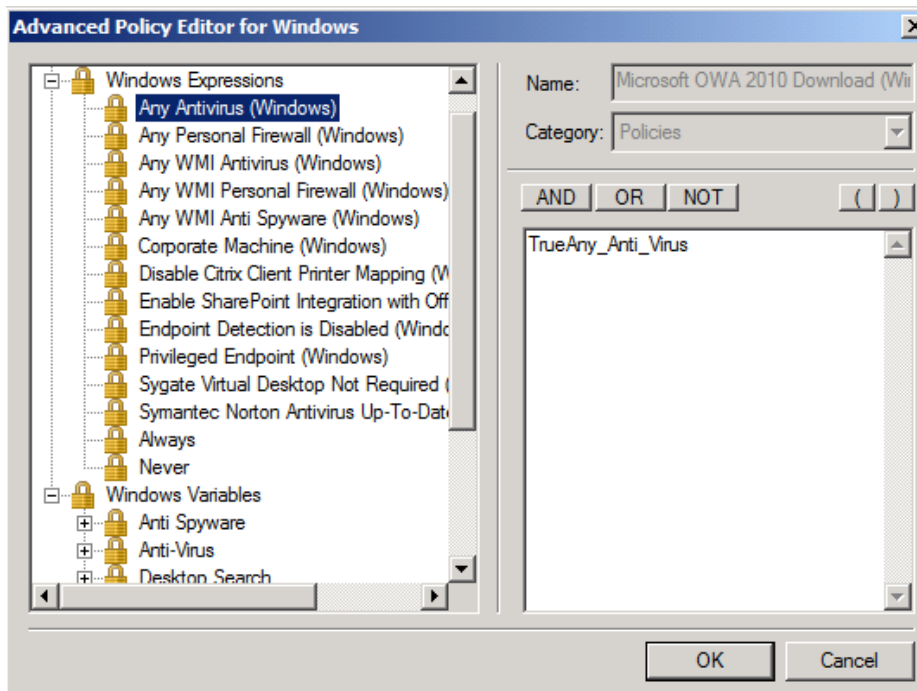 Advanced Policy Editor for Windows
Windows Expressions
Any Antivirus (Windows)
Any Personal Firewall (Windows)
Any WMI Antivirus (Windows)
Any WMI Personal Firewall (Windows)
Any WMI Anti Spyware (Windows)
Corporate Machine (Windows)
Disable Citrix Client Printer Mapping (W
Enable SharePoint Integration with Off
Endpoint Detection is Disabled (Windo
Privileged Endpoint (Windows)
Sygate Virtual Desktop Not Required (
Symantec Norton Antivirus Up-To-Date
Always
Never
Windows Variables
Anti Spyware
Anti-Virus
Desktop Search
Name: Microsoft OWA 2010 Download (Wi
Category: Policies
AND OR NOT ( )
TrueAny_Anti_Virus
OK Cancel